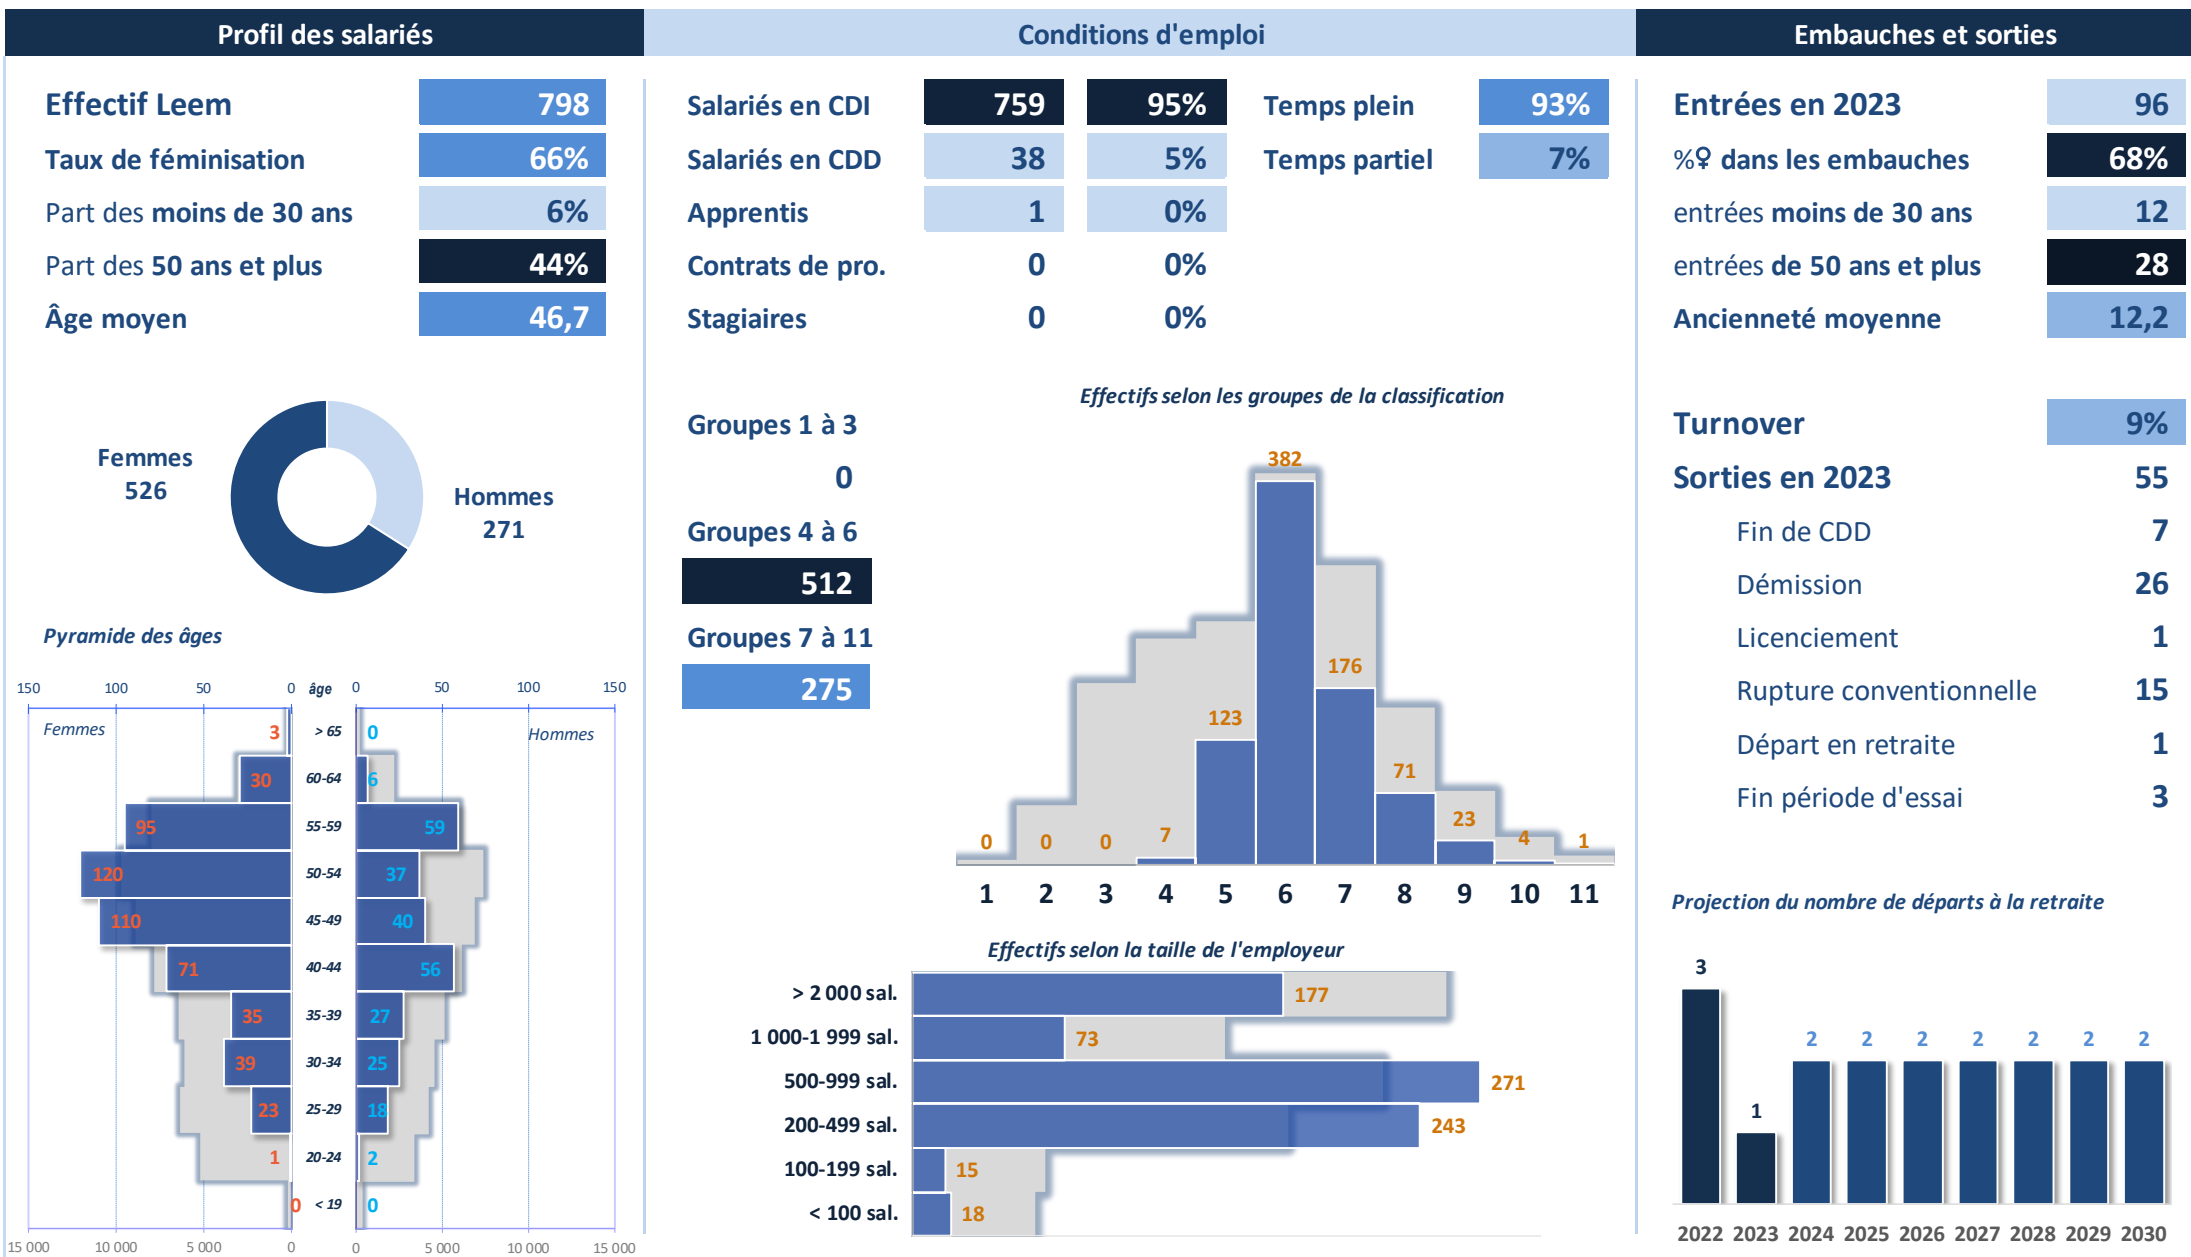 Profil des salariés
Effectif Leem 798
Taux de féminisation 66%
Part des moins de 30 ans 6%
Part des 50 ans et plus 44%
Âge moyen 46,7
Femmes
526
Hommes
271
Pyramide des âges
150 100 50 0 âge 0 50 100 150
Femmes Hommes
3 > 65 0
30 60-64 6
95 55-59 59
120 50-54 37
110 45-49 40
71 40-44 56
35 35-39 27
39 30-34 25
23 25-29 18
1 20-24 2
0 < 19 0
15 000 10 000 5 000 0 0 5 000 10 000 15 000
Conditions d'emploi
Salariés en CDI 759 95% Temps plein 93%
Salariés en CDD 38 5% Temps partiel 7%
Apprentis 1 0%
Contrats de pro. 0 0%
Stagiaires 0 0%
Groupes 1 à 3
0
Groupes 4 à 6
512
Groupes 7 à 11
275
Effectifs selon les groupes de la classification
0 0 0 7 123 382 176 71 23 4 1
1 2 3 4 5 6 7 8 9 10 11
Effectifs selon la taille de l'employeur
> 2 000 sal. 177
1 000-1 999 sal. 73
500-999 sal. 271
200-499 sal. 243
100-199 sal. 15
< 100 sal. 18
Embauches et sorties
Entrées en 2023 96
%♀ dans les embauches 68%
entrées moins de 30 ans 12
entrées de 50 ans et plus 28
Ancienneté moyenne 12,2
Turnover 9%
Sorties en 2023 55
Fin de CDD 7
Démission 26
Licenciement 1
Rupture conventionnelle 15
Départ en retraite 1
Fin période d'essai 3
Projection du nombre de départs à la retraite
3 1 2 2 2 2 2 2 2
2022 2023 2024 2025 2026 2027 2028 2029 2030